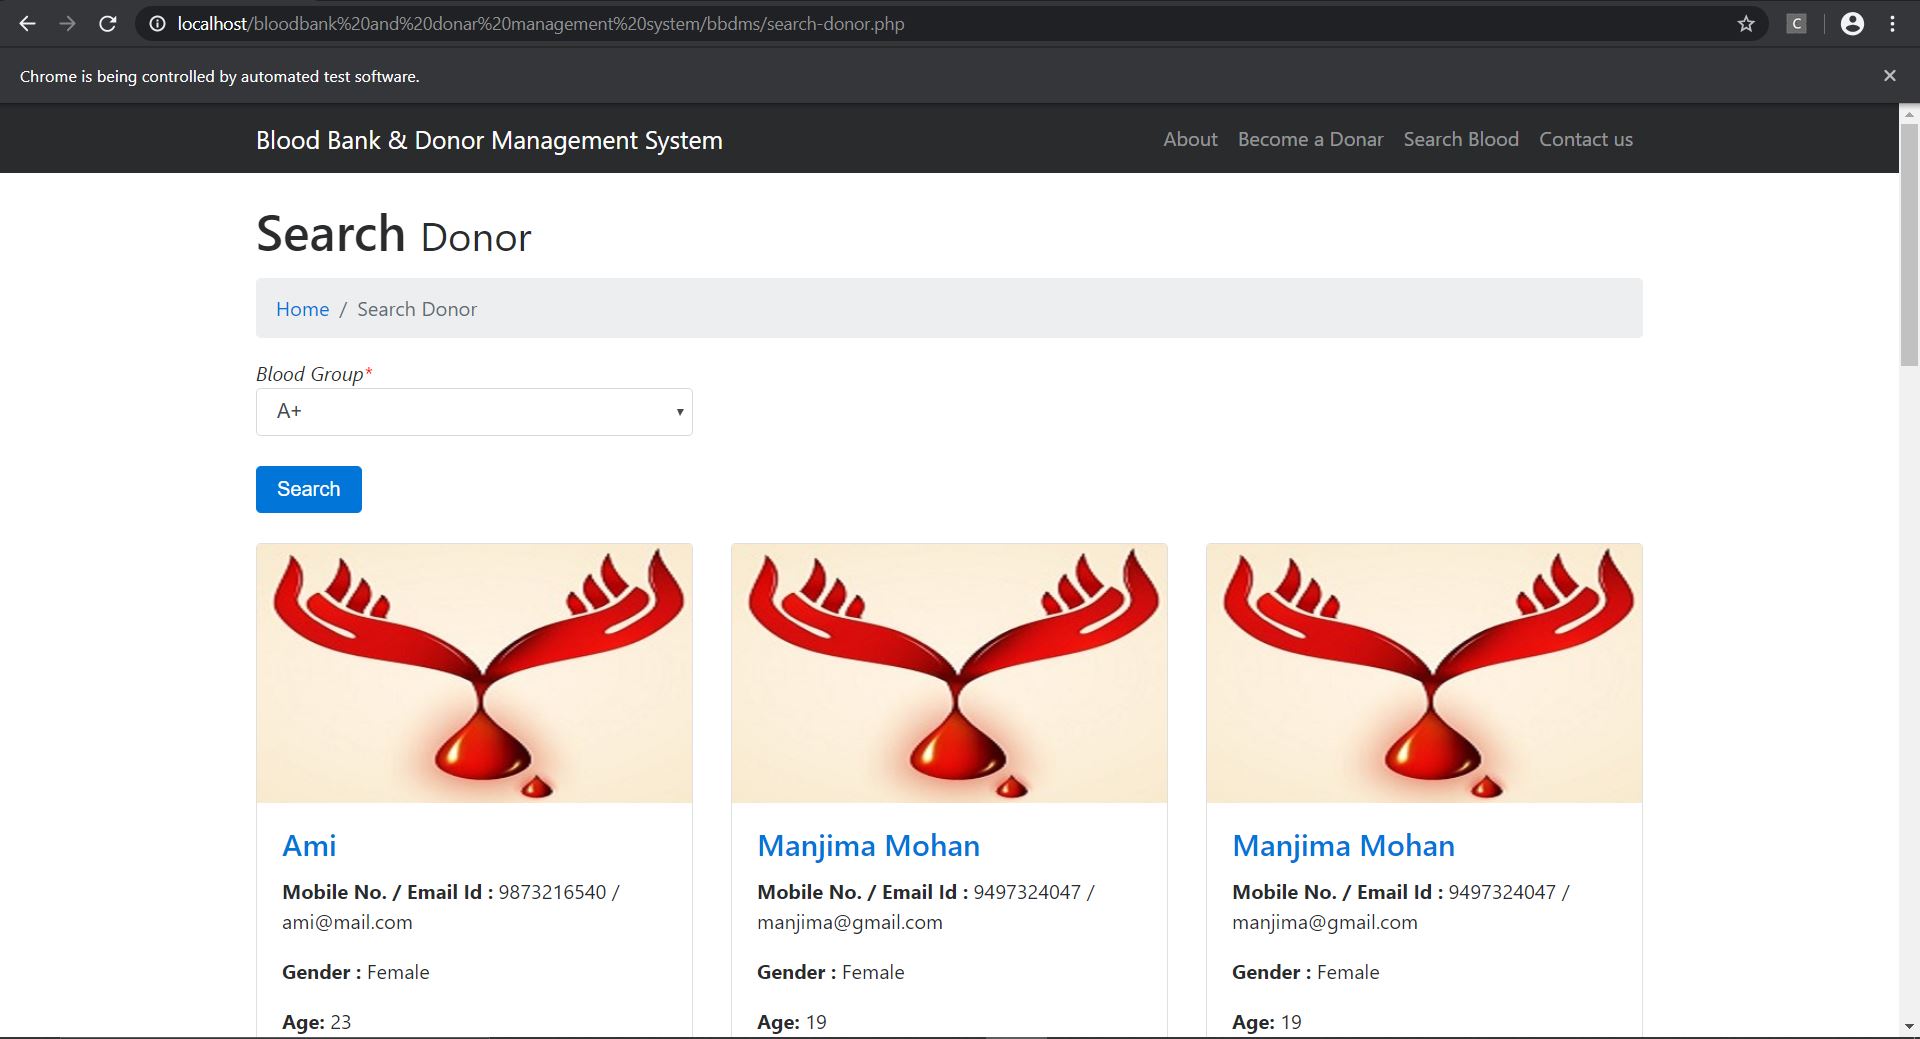 localhost/bloodbank%20and%20donar%20management%20system/bbdms/search-donor.php
C
Chrome is being controlled by automated test software.
Blood Bank & Donor Management System
About Become a Donar Search Blood Contact us
Search Donor
Home / Search Donor
Blood Group*
A+
Search
Ami
Mobile No. / Email Id : 9873216540 /
ami@mail.com
Gender : Female
Age: 23
Manjima Mohan
Mobile No. / Email Id : 9497324047 /
manjima@gmail.com
Gender : Female
Age: 19
Manjima Mohan
Mobile No. / Email Id : 9497324047 /
manjima@gmail.com
Gender : Female
Age: 19